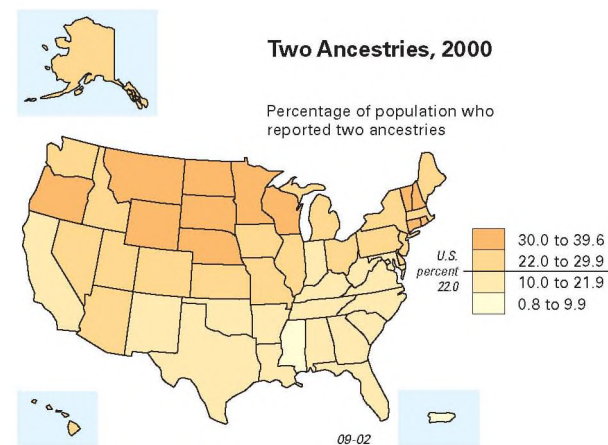 Two Ancestries, 2000
Percentage of population who
reported two ancestries
U.S.
percent
22.0
30.0 to 39.6
22.0 to 29.9
10.0 to 21.9
0.8 to 9.9
09-02